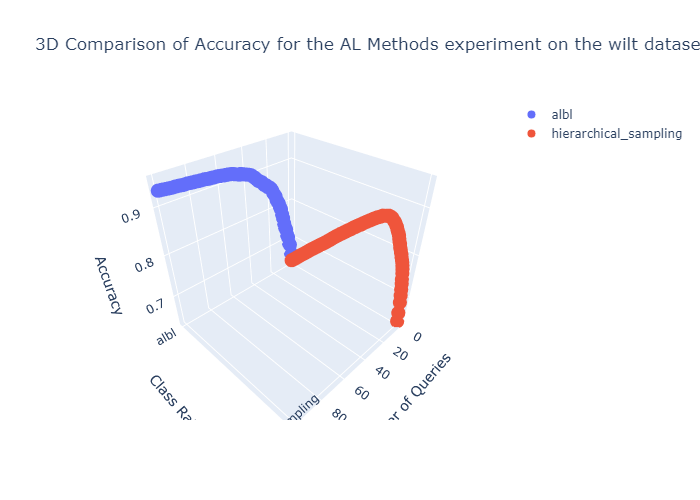 3D Comparison of Accuracy for the AL Methods experiment on the wilt datase
albl
hierarchical_sampling
0.9
0.8
0.7
Accuracy
albl
mpling
Class Ra
0
20
40
60
80
er of Queries